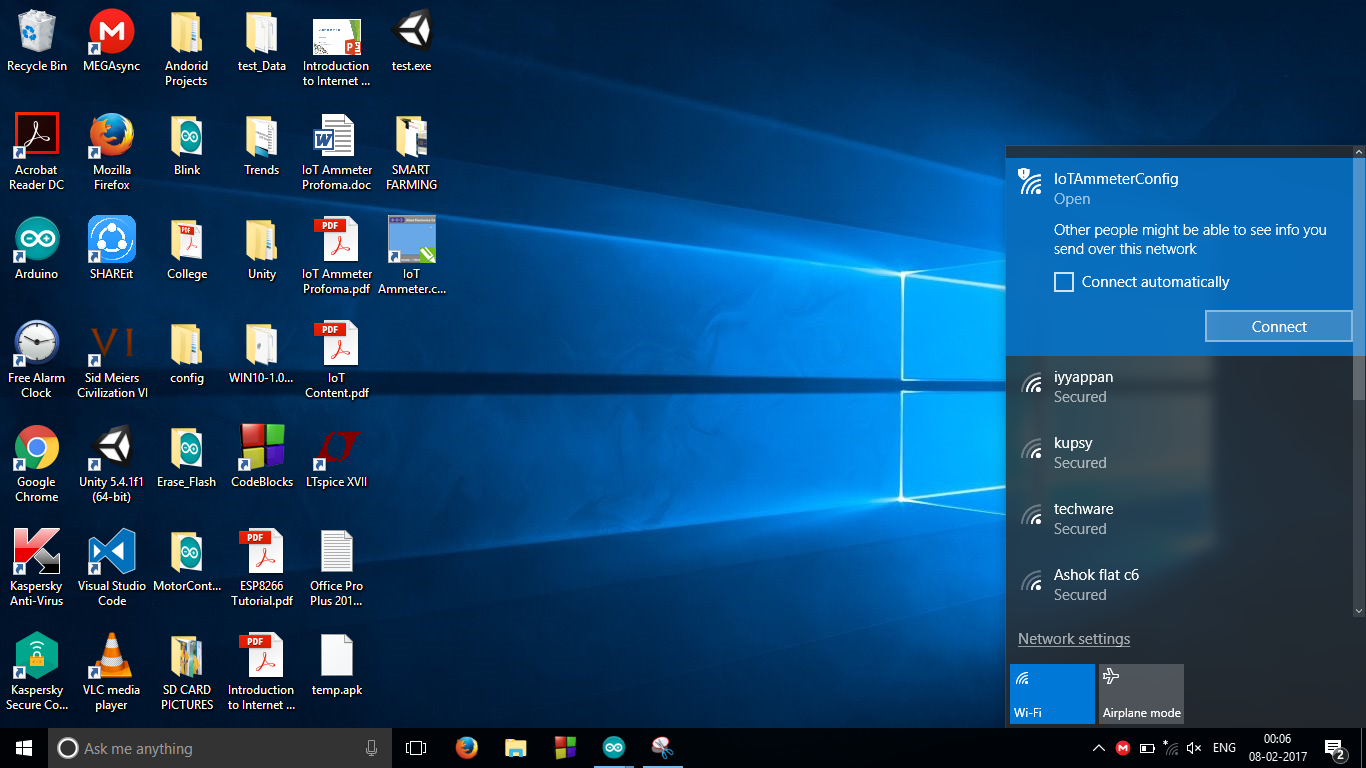 Recycle Bin
MEGAsync
Andorid
Projects
test_Data
Introduction
to Internet ...
test.exe
Acrobat
Reader DC
Mozilla
Firefox
Blink
Trends
IoT Ammeter
Profoma.doc
SMART
FARMING
Arduino
SHAREit
College
Unity
IoT Ammeter
Profoma.pdf
IoT
Ammeter.c...
Free Alarm
Clock
Sid Meiers
Civilization VI
config
WIN10-1.0...
IoT
Content.pdf
Google
Chrome
Unity 5.4.1f1
(64-bit)
Erase_Flash
CodeBlocks
LTspice XVII
Kaspersky
Anti-Virus
Visual Studio
Code
MotorCont...
ESP8266
Tutorial.pdf
Office Pro
Plus 201...
Kaspersky
Secure Co...
VLC media
player
SD CARD
PICTURES
Introduction
to Internet ...
temp.apk
IoTAmmeterConfig
Open
Other people might be able to see info you
send over this network
Connect automatically
Connect
iyyappan
Secured
kupsy
Secured
techware
Secured
Ashok flat c6
Secured
Network settings
Wi-Fi
Airplane mode
Ask me anything
ENG
00:06
08-02-2017
2